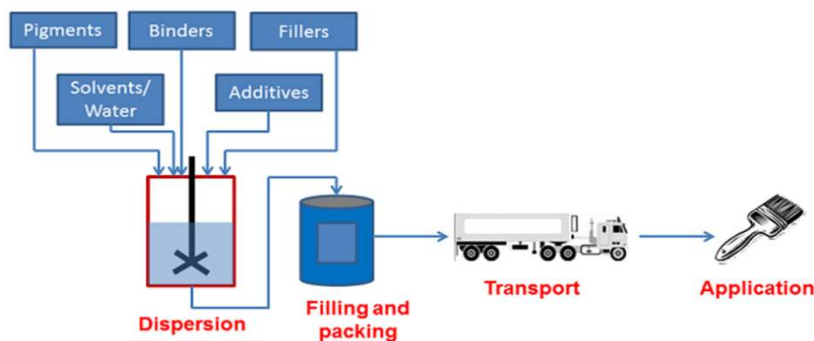 Pigments
Binders
Fillers
Solvents/
Water
Additives
Dispersion
Filling and
packing
Transport
Application